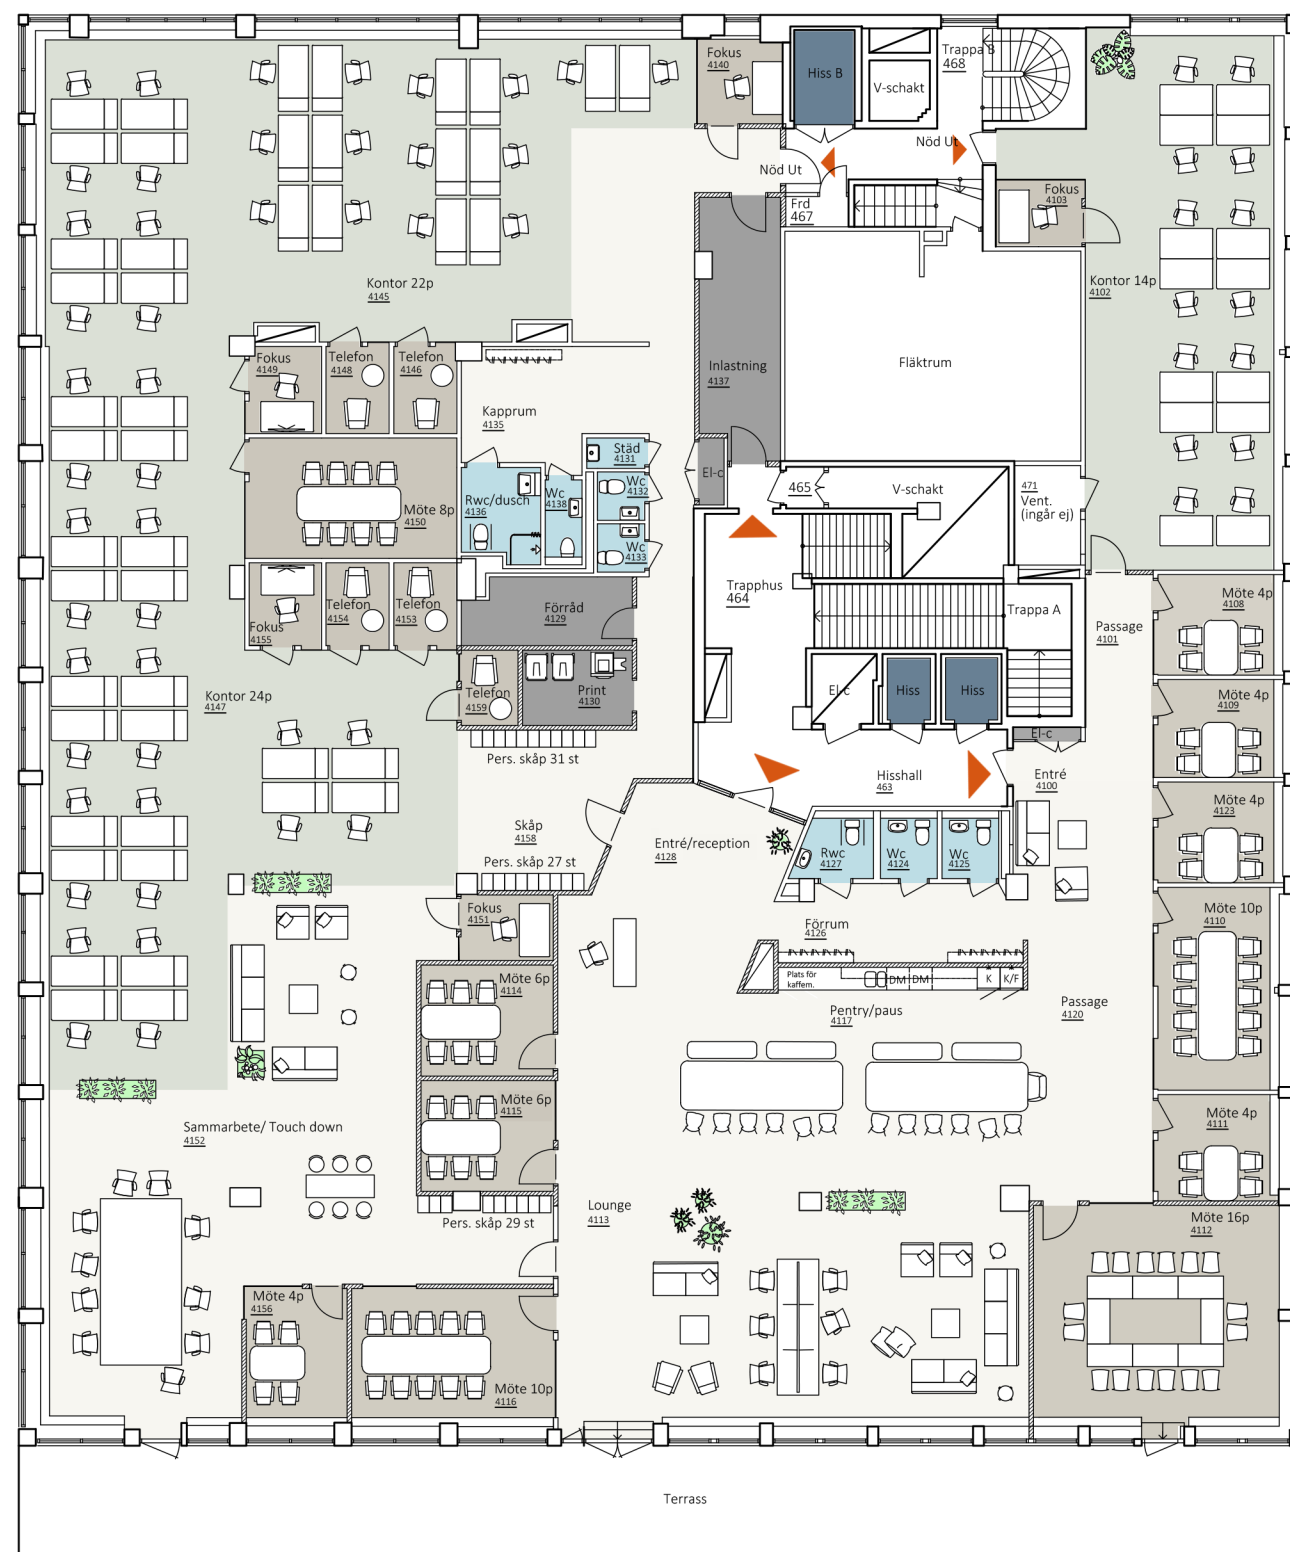 Fokus
4140
Hiss B
V-schakt
Trappa B
468
Nöd Ut
Nöd Ut
Frd
467
Fokus
4103
Kontor 22p
4145
Kontor 14p
4102
Fokus
4149
Telefon
4148
Telefon
4146
Inlastning
4137
Fläktrum
Kapprum
4135
Städ
4131
El-c
Möte 8p
4150
Rwc/dusch
4136
Wc
4138
Wc
4132
Wc
4133
465
V-schakt
471
Vent.
(ingår ej)
Trapphus
464
Trappa A
Passage
4101
Möte 4p
4108
Fokus
4155
Telefon
4154
Telefon
4153
Förråd
4129
Kontor 24p
4147
Telefon
4159
Print
4130
El-c
Hiss
Hiss
Möte 4p
4109
Pers. skåp 31 st
El-c
Hisshall
463
Entré
4100
Möte 4p
4123
Skåp
4158
Entré/reception
4128
Pers. skåp 27 st
Rwc
4127
Wc
4124
Wc
4125
Fokus
4151
Förrum
4126
Möte 10p
4110
Möte 6p
4114
Plats för
kaffem.
DM
DM
K
K/F
Pentry/paus
4117
Passage
4120
Möte 6p
4115
Sammarbete/ Touch down
4152
Möte 4p
4111
Pers. skåp 29 st
Lounge
4113
Möte 16p
4112
Möte 4p
4156
Möte 10p
4116
Terrass